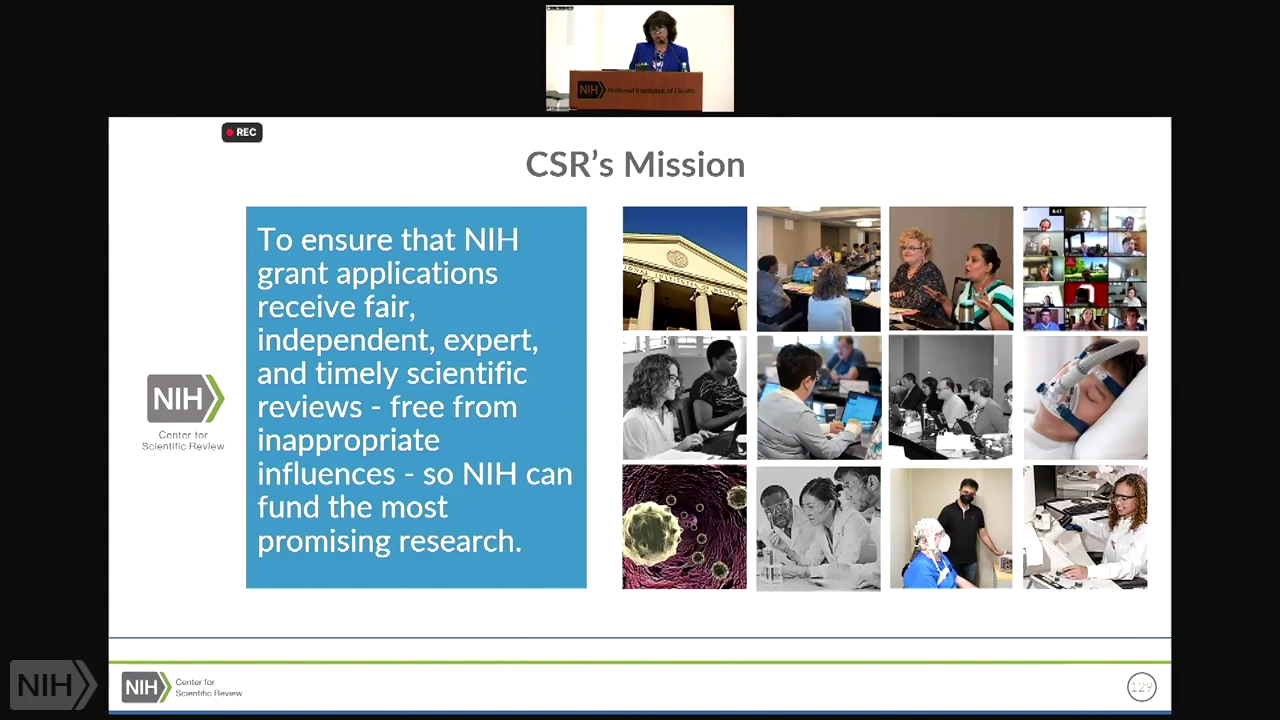 NIH National Institutes of Health
REC
CSR's Mission
To ensure that NIH
grant applications
receive fair,
independent, expert,
and timely scientific
reviews - free from
inappropriate
influences - so NIH can
fund the most
promising research.
NIH
Center for
Scientific Review
NIH
NIH
Center for
Scientific Review
129